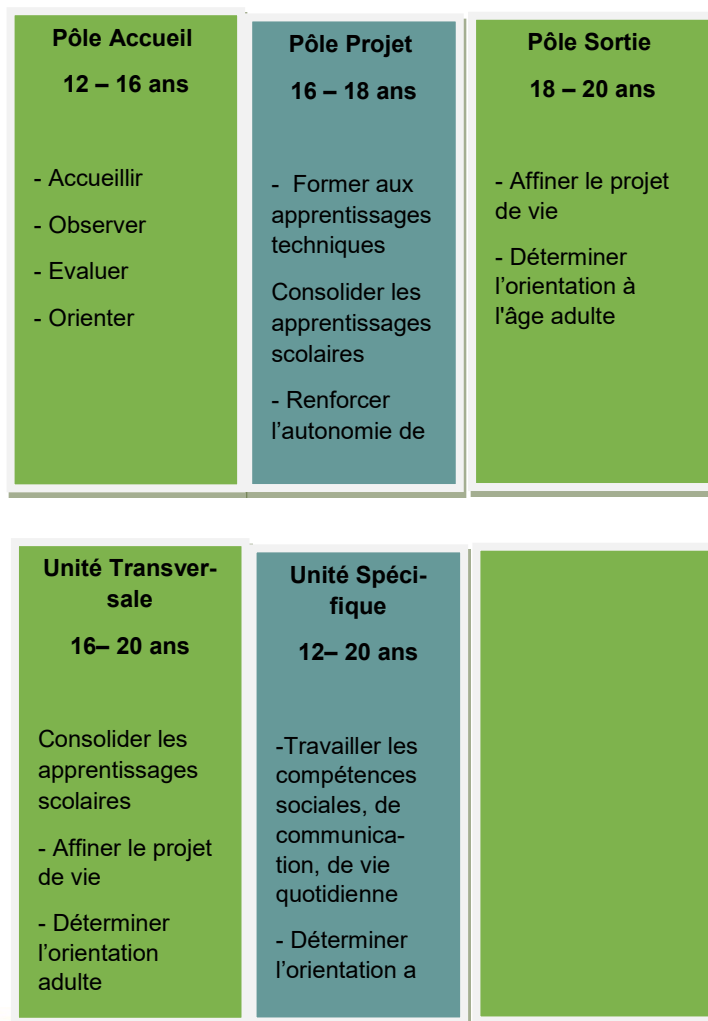 Pôle Accueil
12 – 16 ans
- Accueillir
- Observer
- Evaluer
- Orienter
Pôle Projet
16 – 18 ans
- Former aux
apprentissages
techniques
Consolider les
apprentissages
scolaires
- Renforcer
l’autonomie de
Pôle Sortie
18 – 20 ans
- Affiner le projet
de vie
- Déterminer
l’orientation à
l'âge adulte
Unité Transver-
sale
16– 20 ans
Consolider les
apprentissages
scolaires
- Affiner le projet
de vie
- Déterminer
l’orientation
adulte
Unité Spéci-
fique
12– 20 ans
-Travailler les
compétences
sociales, de
communica-
tion, de vie
quotidienne
- Déterminer
l’orientation a